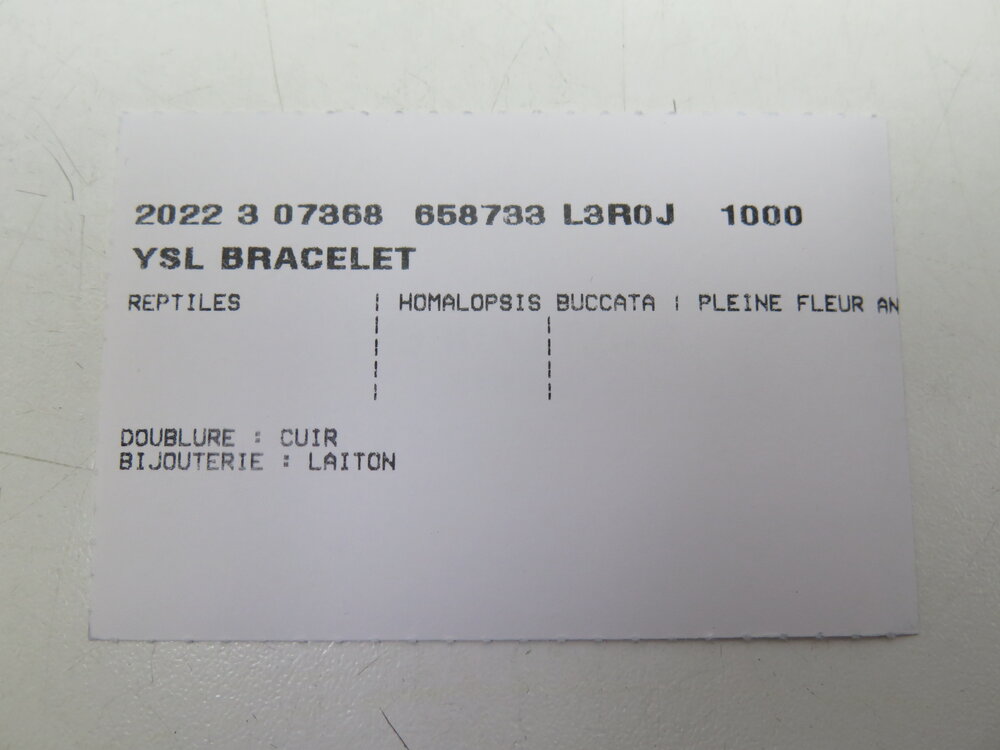 2022 3 07368 658733 L3R0J 1000
YSL BRACELET
REPTILES | HOMALOPSIS BUCCATA | PLEINE FLEUR AN
DOUBLURE : CUIR
BIJOUTERIE : LAITON